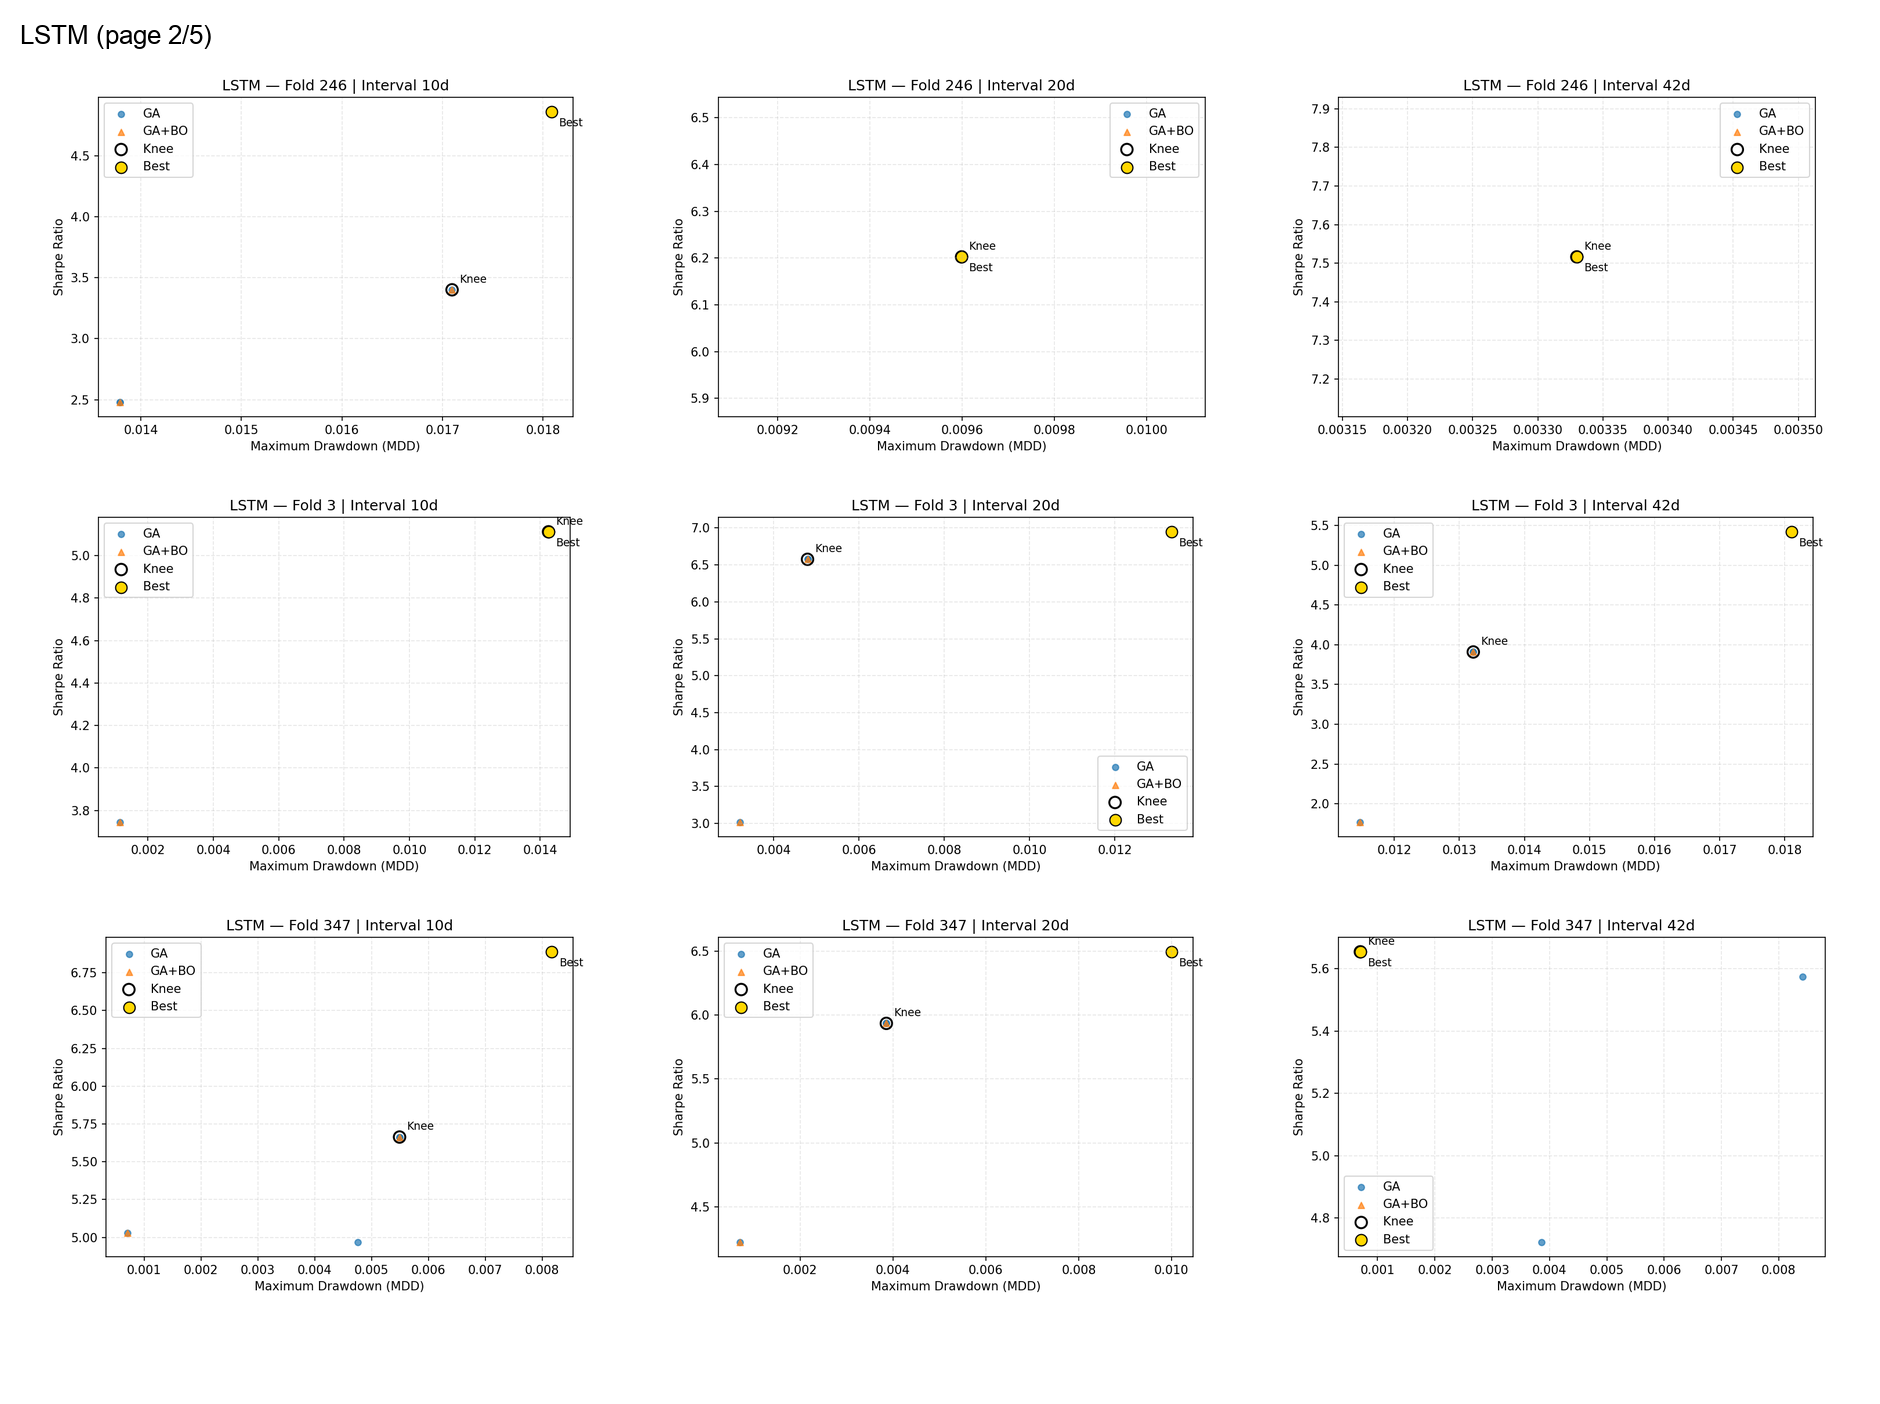 LSTM (page 2/5)
LSTM — Fold 246 | Interval 10d
GA
GA+BO
Knee
Best
Best
Knee
4.5
4.0
3.5
3.0
2.5
Sharpe Ratio
0.014 0.015 0.016 0.017 0.018
Maximum Drawdown (MDD)
LSTM — Fold 246 | Interval 20d
GA
GA+BO
Knee
Best
Knee
Best
6.5
6.4
6.3
6.2
6.1
6.0
5.9
Sharpe Ratio
0.0092 0.0094 0.0096 0.0098 0.0100
Maximum Drawdown (MDD)
LSTM — Fold 246 | Interval 42d
GA
GA+BO
Knee
Best
Knee
Best
7.9
7.8
7.7
7.6
7.5
7.4
7.3
7.2
Sharpe Ratio
0.00315 0.00320 0.00325 0.00330 0.00335 0.00340 0.00345 0.00350
Maximum Drawdown (MDD)
LSTM — Fold 3 | Interval 10d
GA
GA+BO
Knee
Best
Knee
Best
5.0
4.8
4.6
4.4
4.2
4.0
3.8
Sharpe Ratio
0.002 0.004 0.006 0.008 0.010 0.012 0.014
Maximum Drawdown (MDD)
LSTM — Fold 3 | Interval 20d
Knee
Best
GA
GA+BO
Knee
Best
7.0
6.5
6.0
5.5
5.0
4.5
4.0
3.5
3.0
Sharpe Ratio
0.004 0.006 0.008 0.010 0.012
Maximum Drawdown (MDD)
LSTM — Fold 3 | Interval 42d
GA
GA+BO
Knee
Best
Best
Knee
5.5
5.0
4.5
4.0
3.5
3.0
2.5
2.0
Sharpe Ratio
0.012 0.013 0.014 0.015 0.016 0.017 0.018
Maximum Drawdown (MDD)
LSTM — Fold 347 | Interval 10d
GA
GA+BO
Knee
Best
Best
Knee
6.75
6.50
6.25
6.00
5.75
5.50
5.25
5.00
Sharpe Ratio
0.001 0.002 0.003 0.004 0.005 0.006 0.007 0.008
Maximum Drawdown (MDD)
LSTM — Fold 347 | Interval 20d
GA
GA+BO
Knee
Best
Best
Knee
6.5
6.0
5.5
5.0
4.5
Sharpe Ratio
0.002 0.004 0.006 0.008 0.010
Maximum Drawdown (MDD)
LSTM — Fold 347 | Interval 42d
Knee
Best
GA
GA+BO
Knee
Best
5.6
5.4
5.2
5.0
4.8
Sharpe Ratio
0.001 0.002 0.003 0.004 0.005 0.006 0.007 0.008
Maximum Drawdown (MDD)